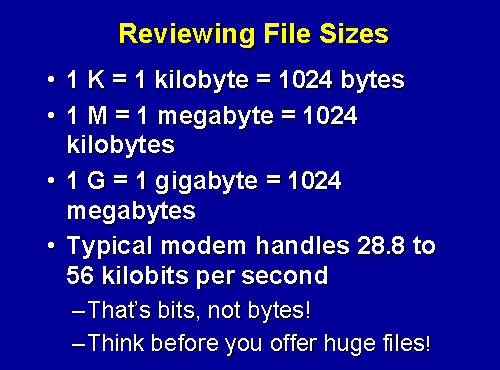 Reviewing File Sizes
• 1 K = 1 kilobyte = 1024 bytes
• 1 M = 1 megabyte = 1024
kilobytes
• 1 G = 1 gigabyte = 1024
megabytes
• Typical modem handles 28.8 to
56 kilobits per second
–That's bits, not bytes!
–Think before you offer huge files!